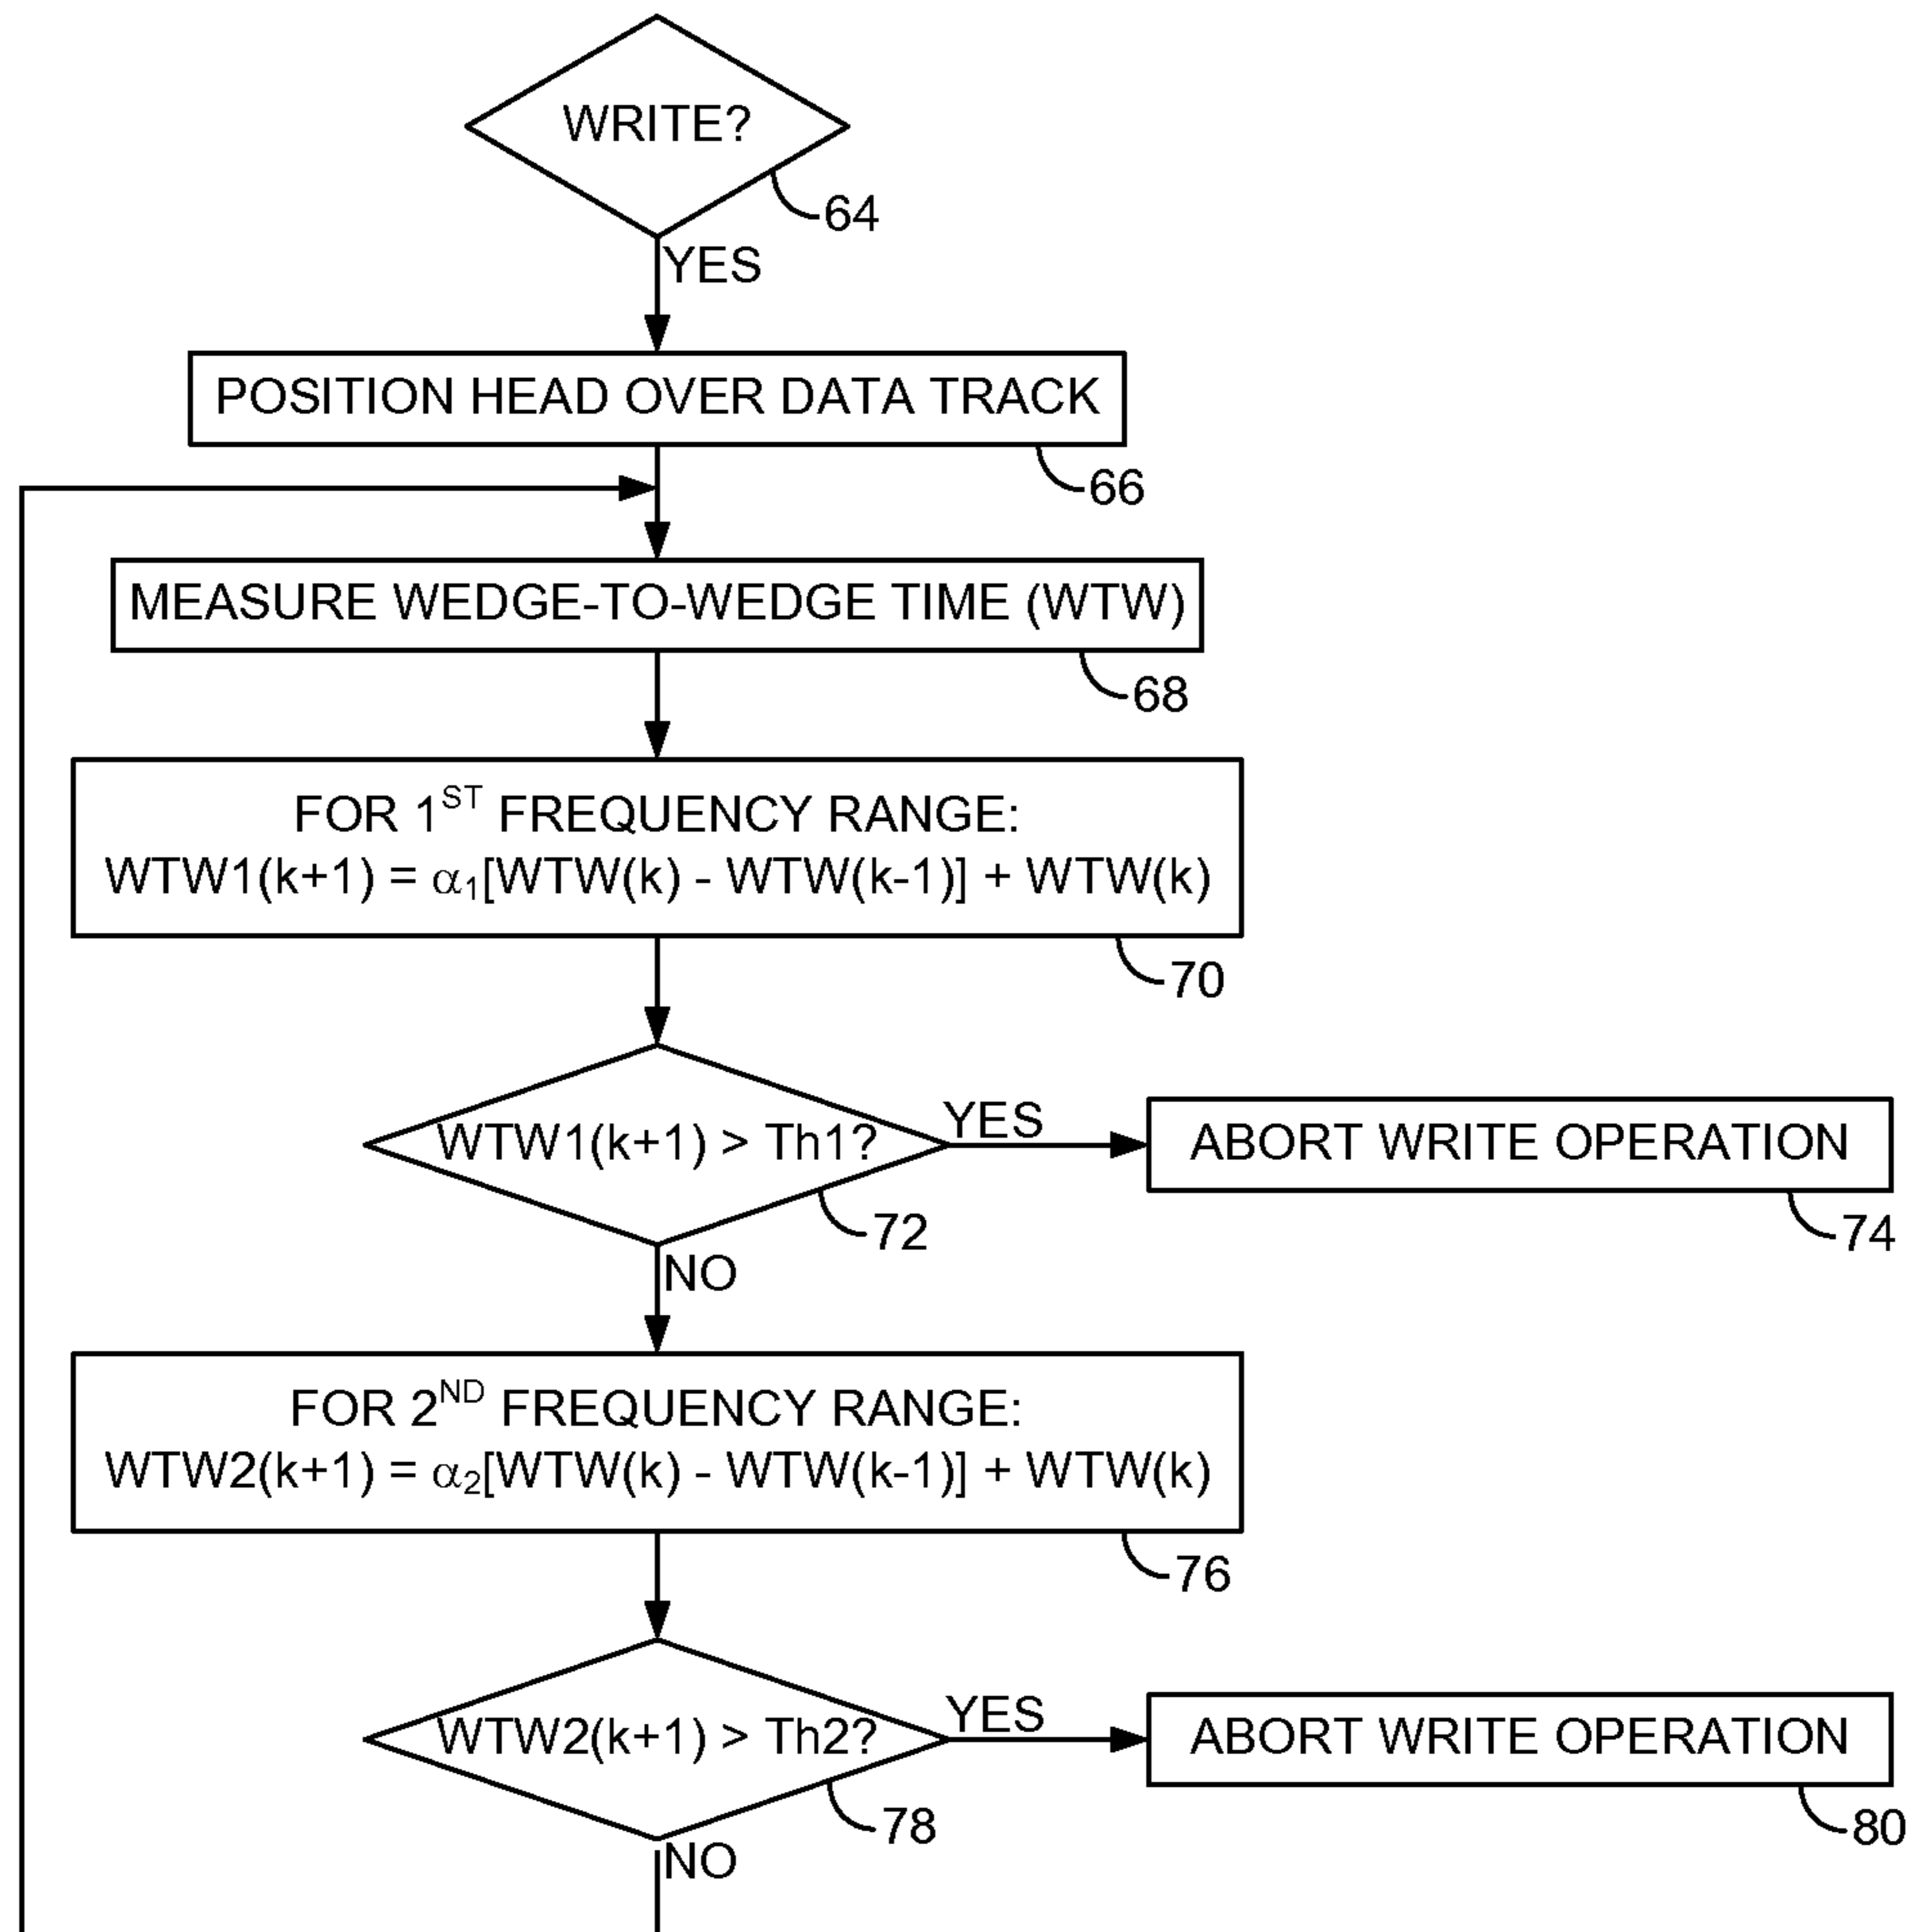 WRITE?
64
YES
POSITION HEAD OVER DATA TRACK
66
MEASURE WEDGE-TO-WEDGE TIME (WTW)
68
FOR 1ST FREQUENCY RANGE:
WTW1(k+1) = α1[WTW(k) - WTW(k-1)] + WTW(k)
70
WTW1(k+1) > Th1?
YES
ABORT WRITE OPERATION
72
74
NO
FOR 2ND FREQUENCY RANGE:
WTW2(k+1) = α2[WTW(k) - WTW(k-1)] + WTW(k)
76
WTW2(k+1) > Th2?
YES
ABORT WRITE OPERATION
78
80
NO